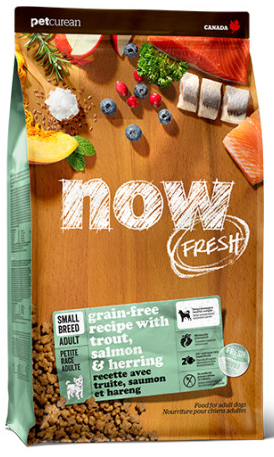 petcurean
CANADA
now
FRESH
SMALL
BREED
ADULT
PETITE
RACE
ADULTE
grain-free
recipe with
trout,
salmon
& herring
recette avec
truite, saumon
et hareng
FRESH
Food for adult dogs
Nourriture pour chiens adultes